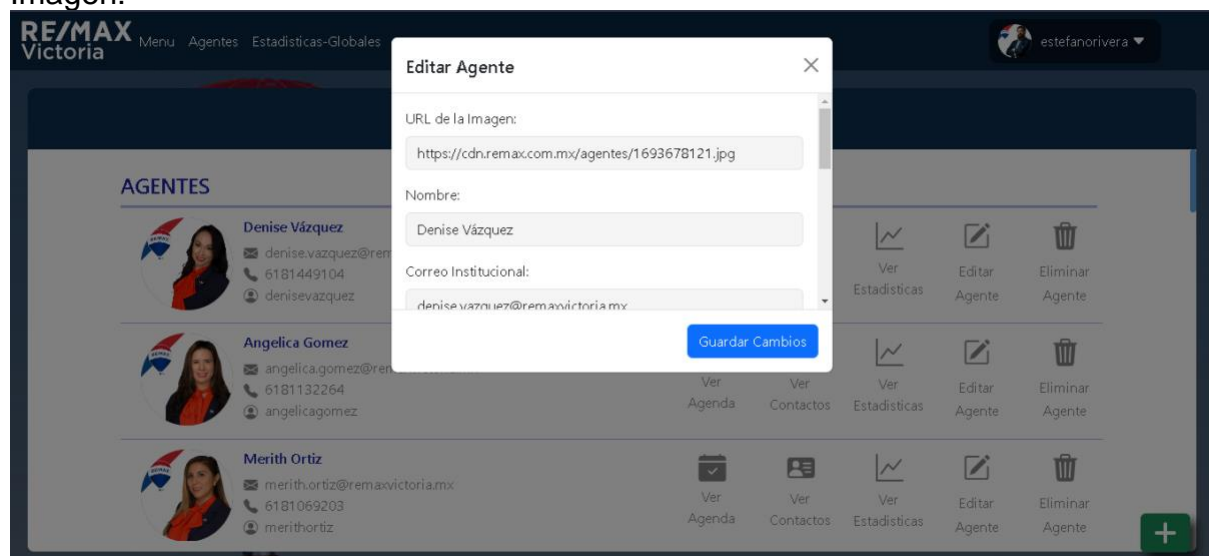 Imagen:
RE/MAX
Victoria
Menu Agentes Estadisticas-Globales
estefanorivera
Editar Agente
URL de la Imagen:
https://cdn.remax.com.mx/agentes/1693678121.jpg
Nombre:
Denise Vázquez
Correo Institucional:
denise.vazquez@remaxvictoria.mx
Guardar Cambios
AGENTES
Denise Vázquez
denise.vazquez@rem
6181449104
denisevazquez
Ver
Estadisticas
Editar
Agente
Eliminar
Agente
Angelica Gomez
6181132264
angelicagomez
Ver
Agenda
Ver
Contactos
Ver
Estadisticas
Editar
Agente
Eliminar
Agente
Merith Ortiz
merith.ortiz@remaxvictoria.mx
6181069203
merithortiz
Ver
Agenda
Ver
Contactos
Ver
Estadisticas
Editar
Agente
Eliminar
Agente